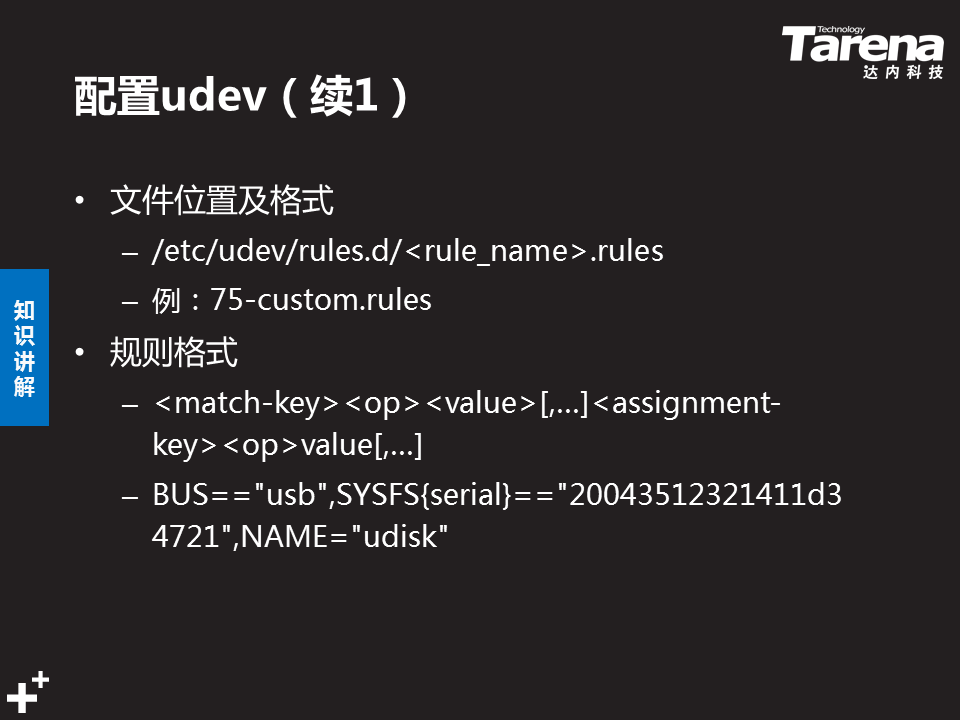 Technology
Tarena
达内科技
配置udev（续1）
• 文件位置及格式
– /etc/udev/rules.d/<rule_name>.rules
– 例：75-custom.rules
知识讲解
• 规则格式
– <match-key><op><value>[,…]<assignment-
key><op>value[,…]
– BUS=="usb",SYSFS{serial}=="20043512321411d3
4721",NAME="udisk"